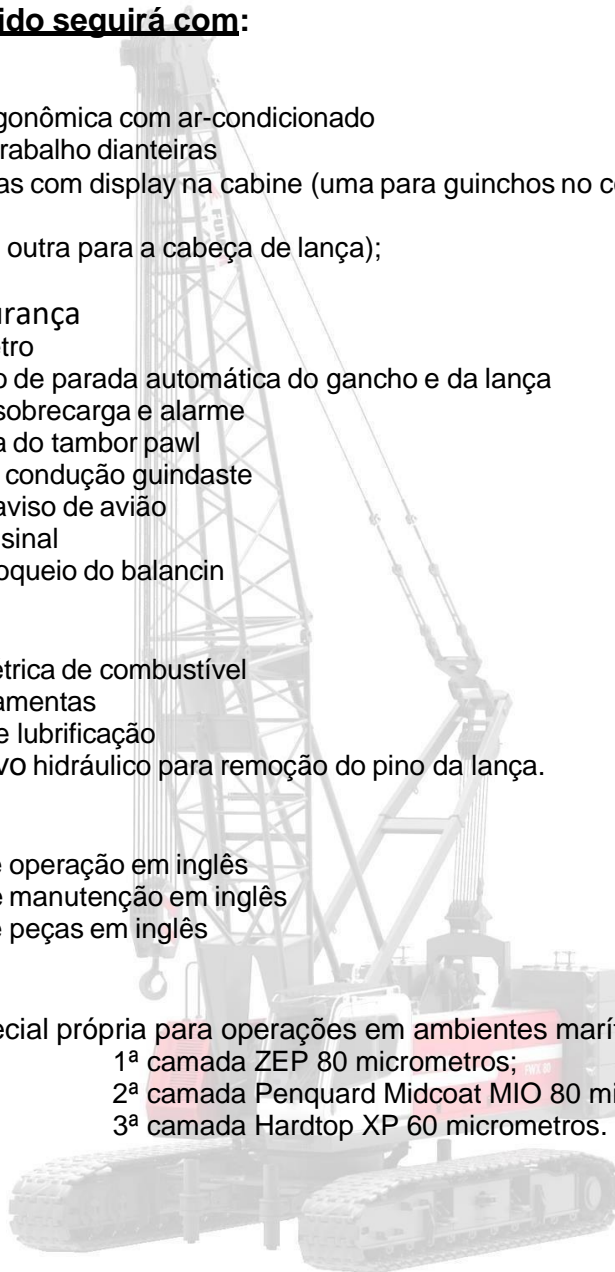 ido seguirá com:
gonômica com ar-condicionado
rabalho dianteiras
as com display na cabine (uma para guinchos no c
outra para a cabeça de lança);
urança
tro
o de parada automática do gancho e da lança
sobrecarga e alarme
a do tambor pawl
condução guindaste
aviso de avião
sinal
oqueio do balancin
étrica de combustível
amentas
e lubrificação
vo hidráulico para remoção do pino da lança.
e operação em inglês
e manutenção em inglês
e peças em inglês
ecial própria para operações em ambientes marít
1ª camada ZEP 80 micrometros;
2ª camada Penquard Midcoat MIO 80 mi
3ª camada Hardtop XP 60 micrometros.
FWX 80